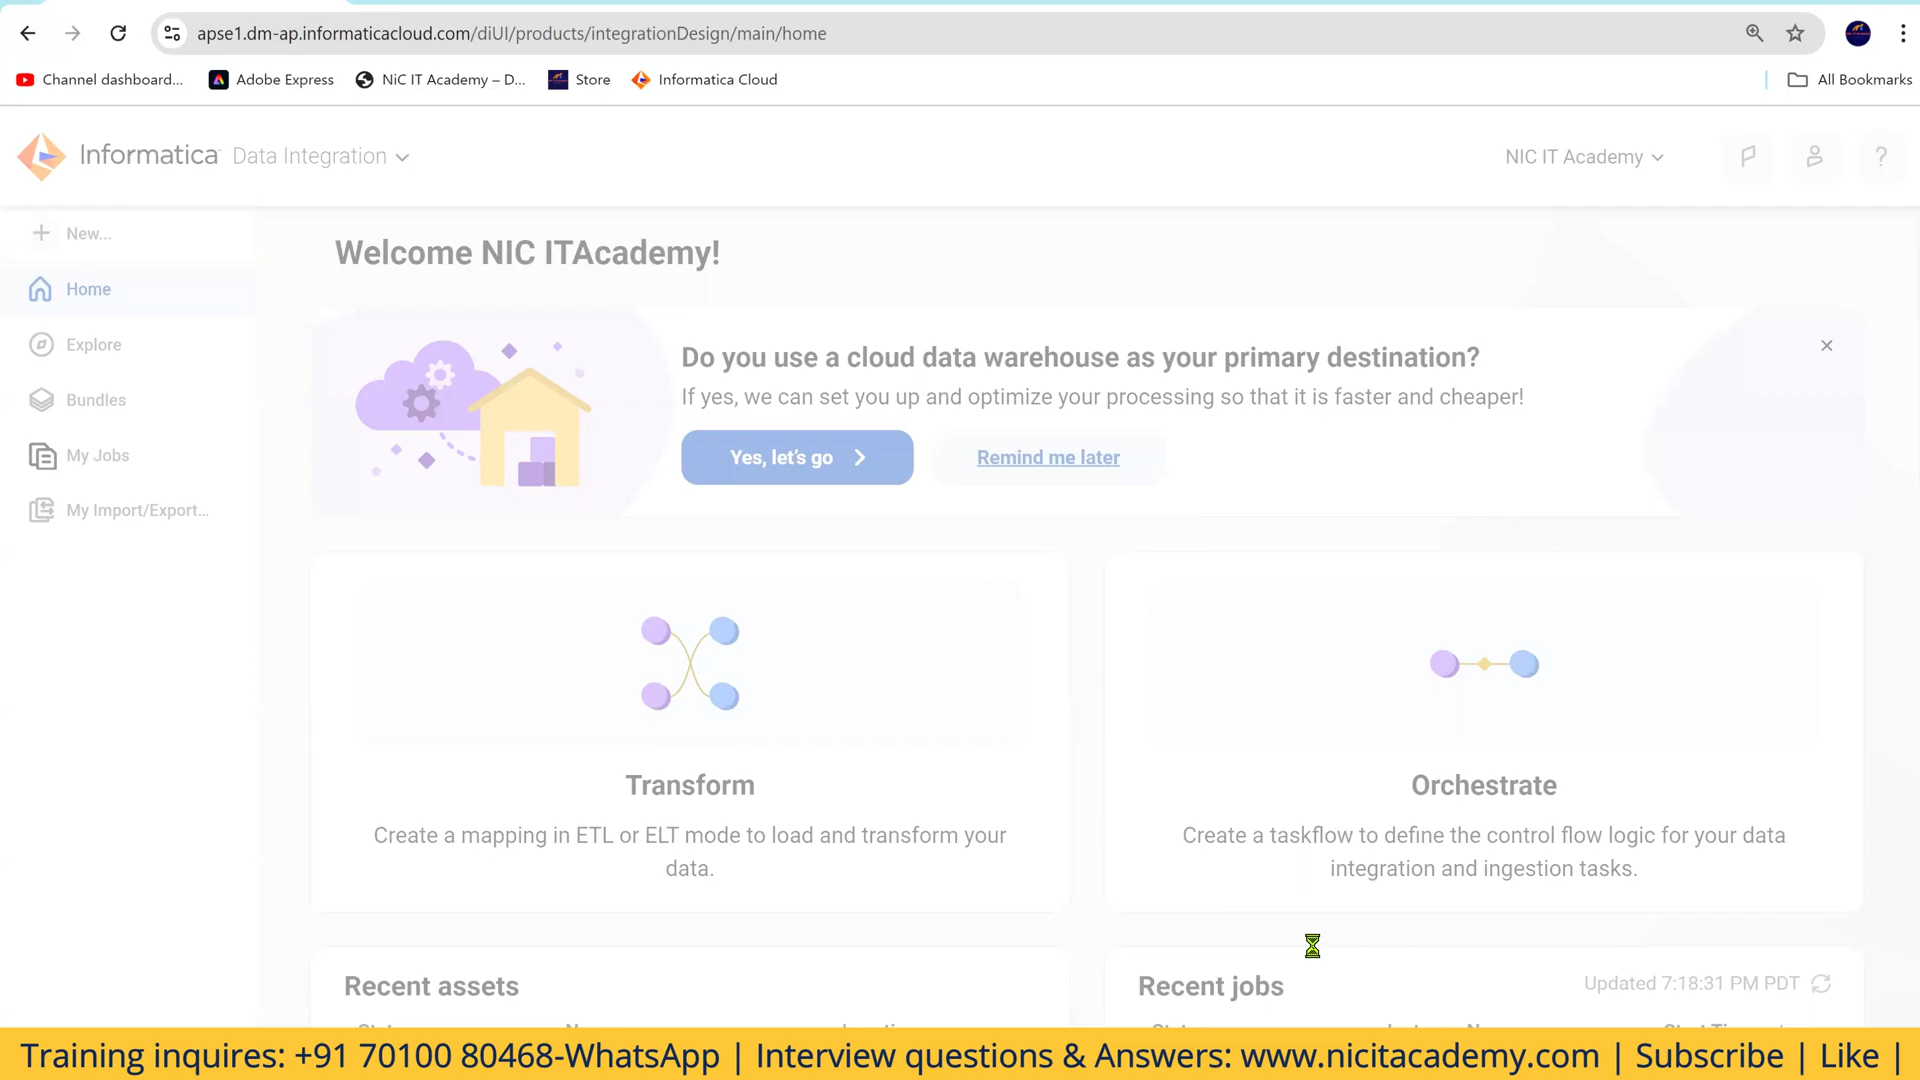 apse1.dm-ap.informaticacloud.com/diUI/products/integrationDesign/main/home
Channel dashboard...
Adobe Express
NiC IT Academy – D...
Store
Informatica Cloud
All Bookmarks
Informatica Data Integration
NIC IT Academy
?
New...
Home
Explore
Bundles
My Jobs
My Import/Export...
Welcome NIC ITAcademy!
Do you use a cloud data warehouse as your primary destination?
If yes, we can set you up and optimize your processing so that it is faster and cheaper!
Yes, let's go
Remind me later
Transform
Create a mapping in ETL or ELT mode to load and transform your
data.
Orchestrate
Create a taskflow to define the control flow logic for your data
integration and ingestion tasks.
Recent assets
Recent jobs
Updated 7:18:31 PM PDT
Training inquires: +91 70100 80468-WhatsApp | Interview questions & Answers: www.nicitacademy.com | Subscribe | Like |